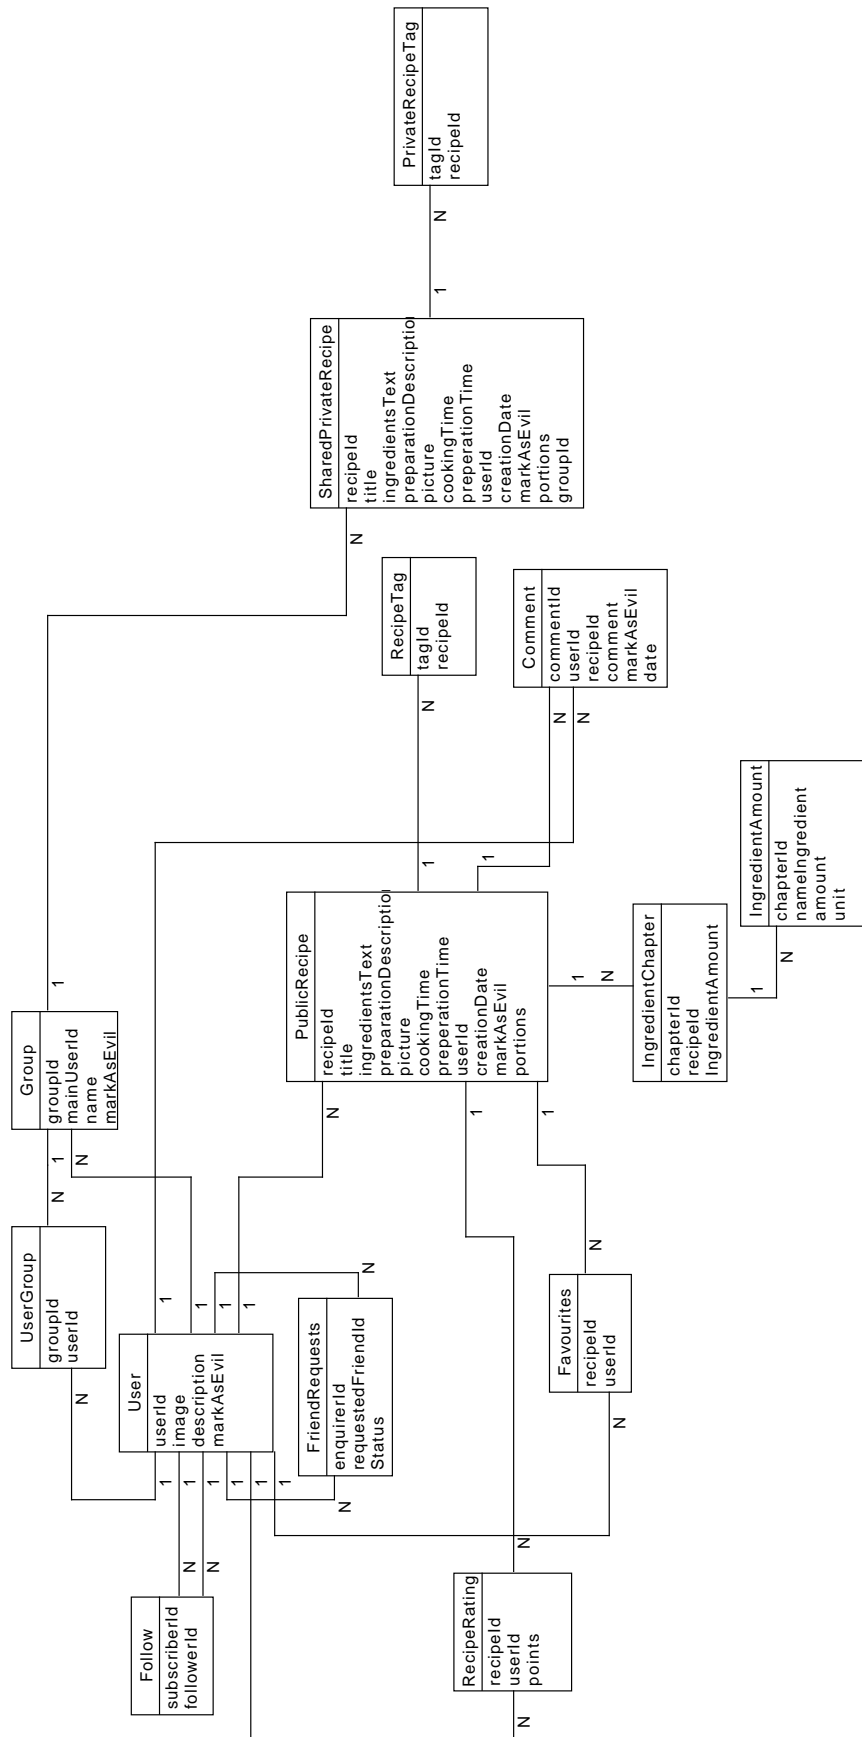 PrivateRecipeTag
tagId
recipeId
N
1
SharedPrivateRecipe
recipeId
title
ingredientsText
preparationDescription
picture
cookingTime
preperationTime
userId
creationDate
markAsEvil
portions
groupId
N
RecipeTag
tagId
recipeId
N
1
Comment
commentId
userId
recipeId
comment
markAsEvil
date
N
N
1
1
IngredientAmount
chapterId
nameIngredient
amount
unit
N
1
IngredientChapter
chapterId
recipeId
IngredientAmount
N
1
PublicRecipe
recipeId
title
ingredientsText
preparationDescription
picture
cookingTime
preperationTime
userId
creationDate
markAsEvil
portions
N
1
1
Group
groupId
mainUserId
name
markAsEvil
1
1
N
N
UserGroup
groupId
userId
N
User
userId
image
description
markAsEvil
1
1
1
1
1
1
1
1
1
FriendRequests
enquirerId
requestedFriendId
Status
N
N
Favourites
recipeId
userId
N
N
Follow
subscriberId
followerId
N
N
RecipeRating
recipeId
userId
points
N
N